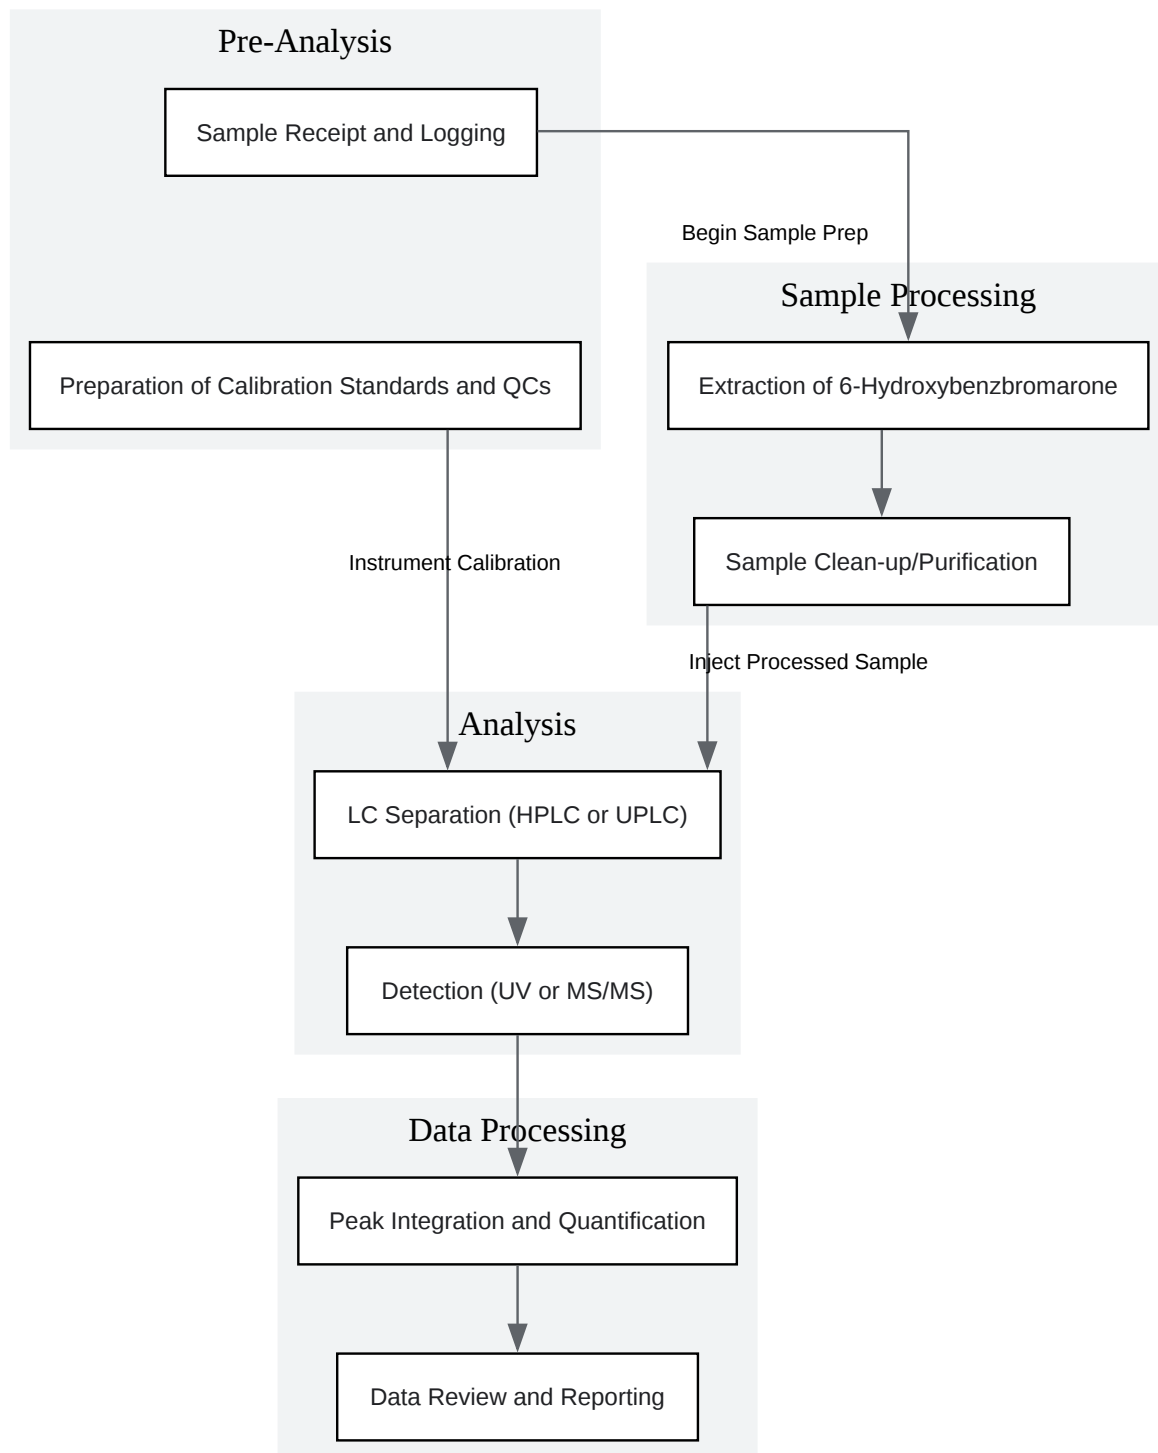 Pre-Analysis
Sample Receipt and Logging
Begin Sample Prep
Sample Processing
Preparation of Calibration Standards and QCs
Extraction of 6-Hydroxybenzbromarone
Instrument Calibration
Sample Clean-up/Purification
Inject Processed Sample
Analysis
LC Separation (HPLC or UPLC)
Detection (UV or MS/MS)
Data Processing
Peak Integration and Quantification
Data Review and Reporting